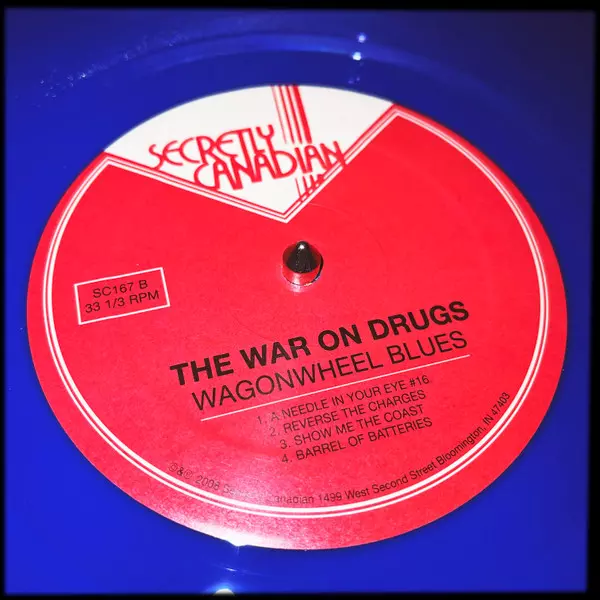 SECRETLY
CANADIAN
SC167 B
33 1/3 RPM
THE WAR ON DRUGS
WAGONWHEEL BLUES
1. A NEEDLE IN YOUR EYE #16
2. REVERSE THE CHARGES
3. SHOW ME THE COAST
4. BARREL OF BATTERIES
℗&© 2008 Canadian 1499 West Second Street Bloomington, IN 47403